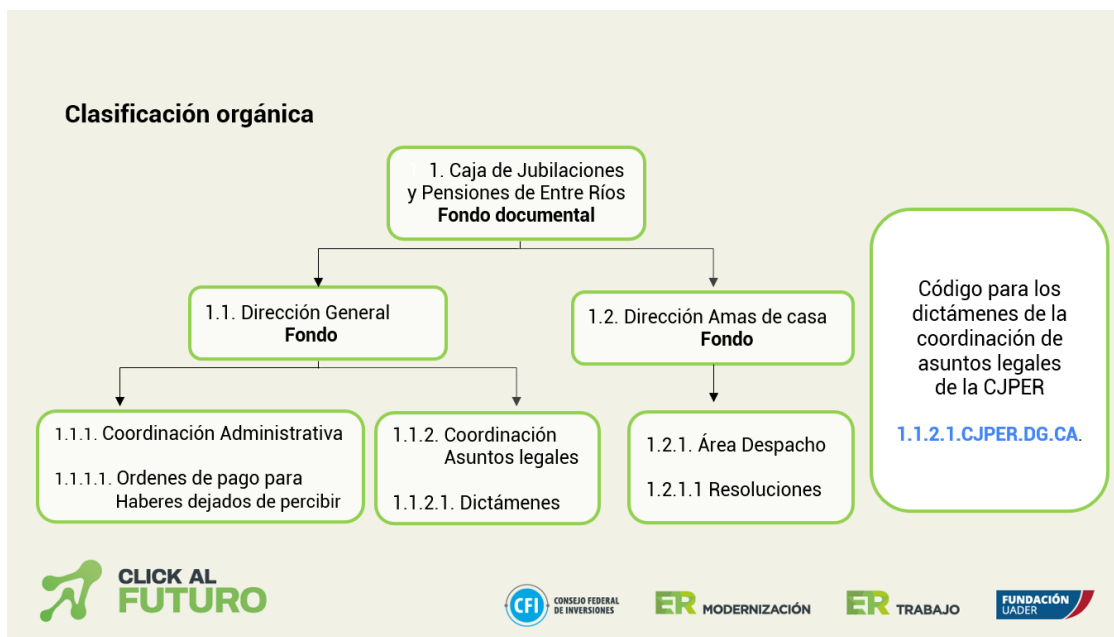 Clasificación orgánica
1. Caja de Jubilaciones
y Pensiones de Entre Ríos
Fondo documental
1.1. Dirección General
Fondo
1.2. Dirección Amas de casa
Fondo
1.1.1. Coordinación Administrativa
1.1.1.1. Ordenes de pago para
Haberes dejados de percibir
1.1.2. Coordinación
Asuntos legales
1.1.2.1. Dictámenes
1.2.1. Área Despacho
1.2.1.1 Resoluciones
Código para los
dictámenes de la
coordinación de
asuntos legales
de la CJPER
1.1.2.1.CJPER.DG.CA.
CLICK AL
FUTURO
CFI
CONSEJO FEDERAL
DE INVERSIONES
ER MODERNIZACIÓN
ER TRABAJO
FUNDACIÓN
UADER